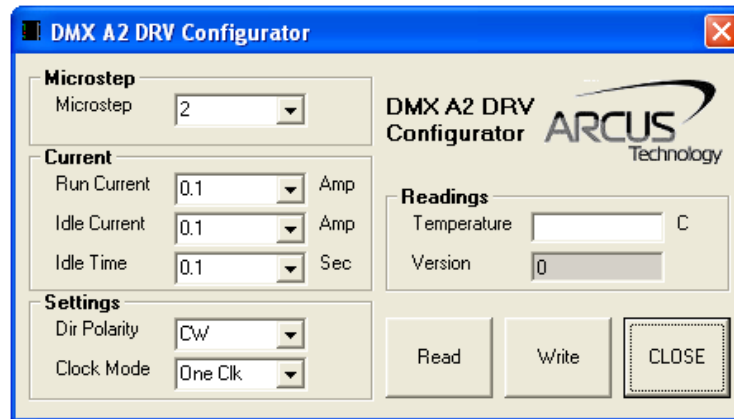 DMX A2 DRV Configurator
Microstep
Microstep 2
Current
Run Current 0.1 Amp
Idle Current 0.1 Amp
Idle Time 0.1 Sec
Settings
Dir Polarity CW
Clock Mode One Clk
DMX A2 DRV
Configurator
ARCUS
Technology
Readings
Temperature C
Version 0
Read Write CLOSE